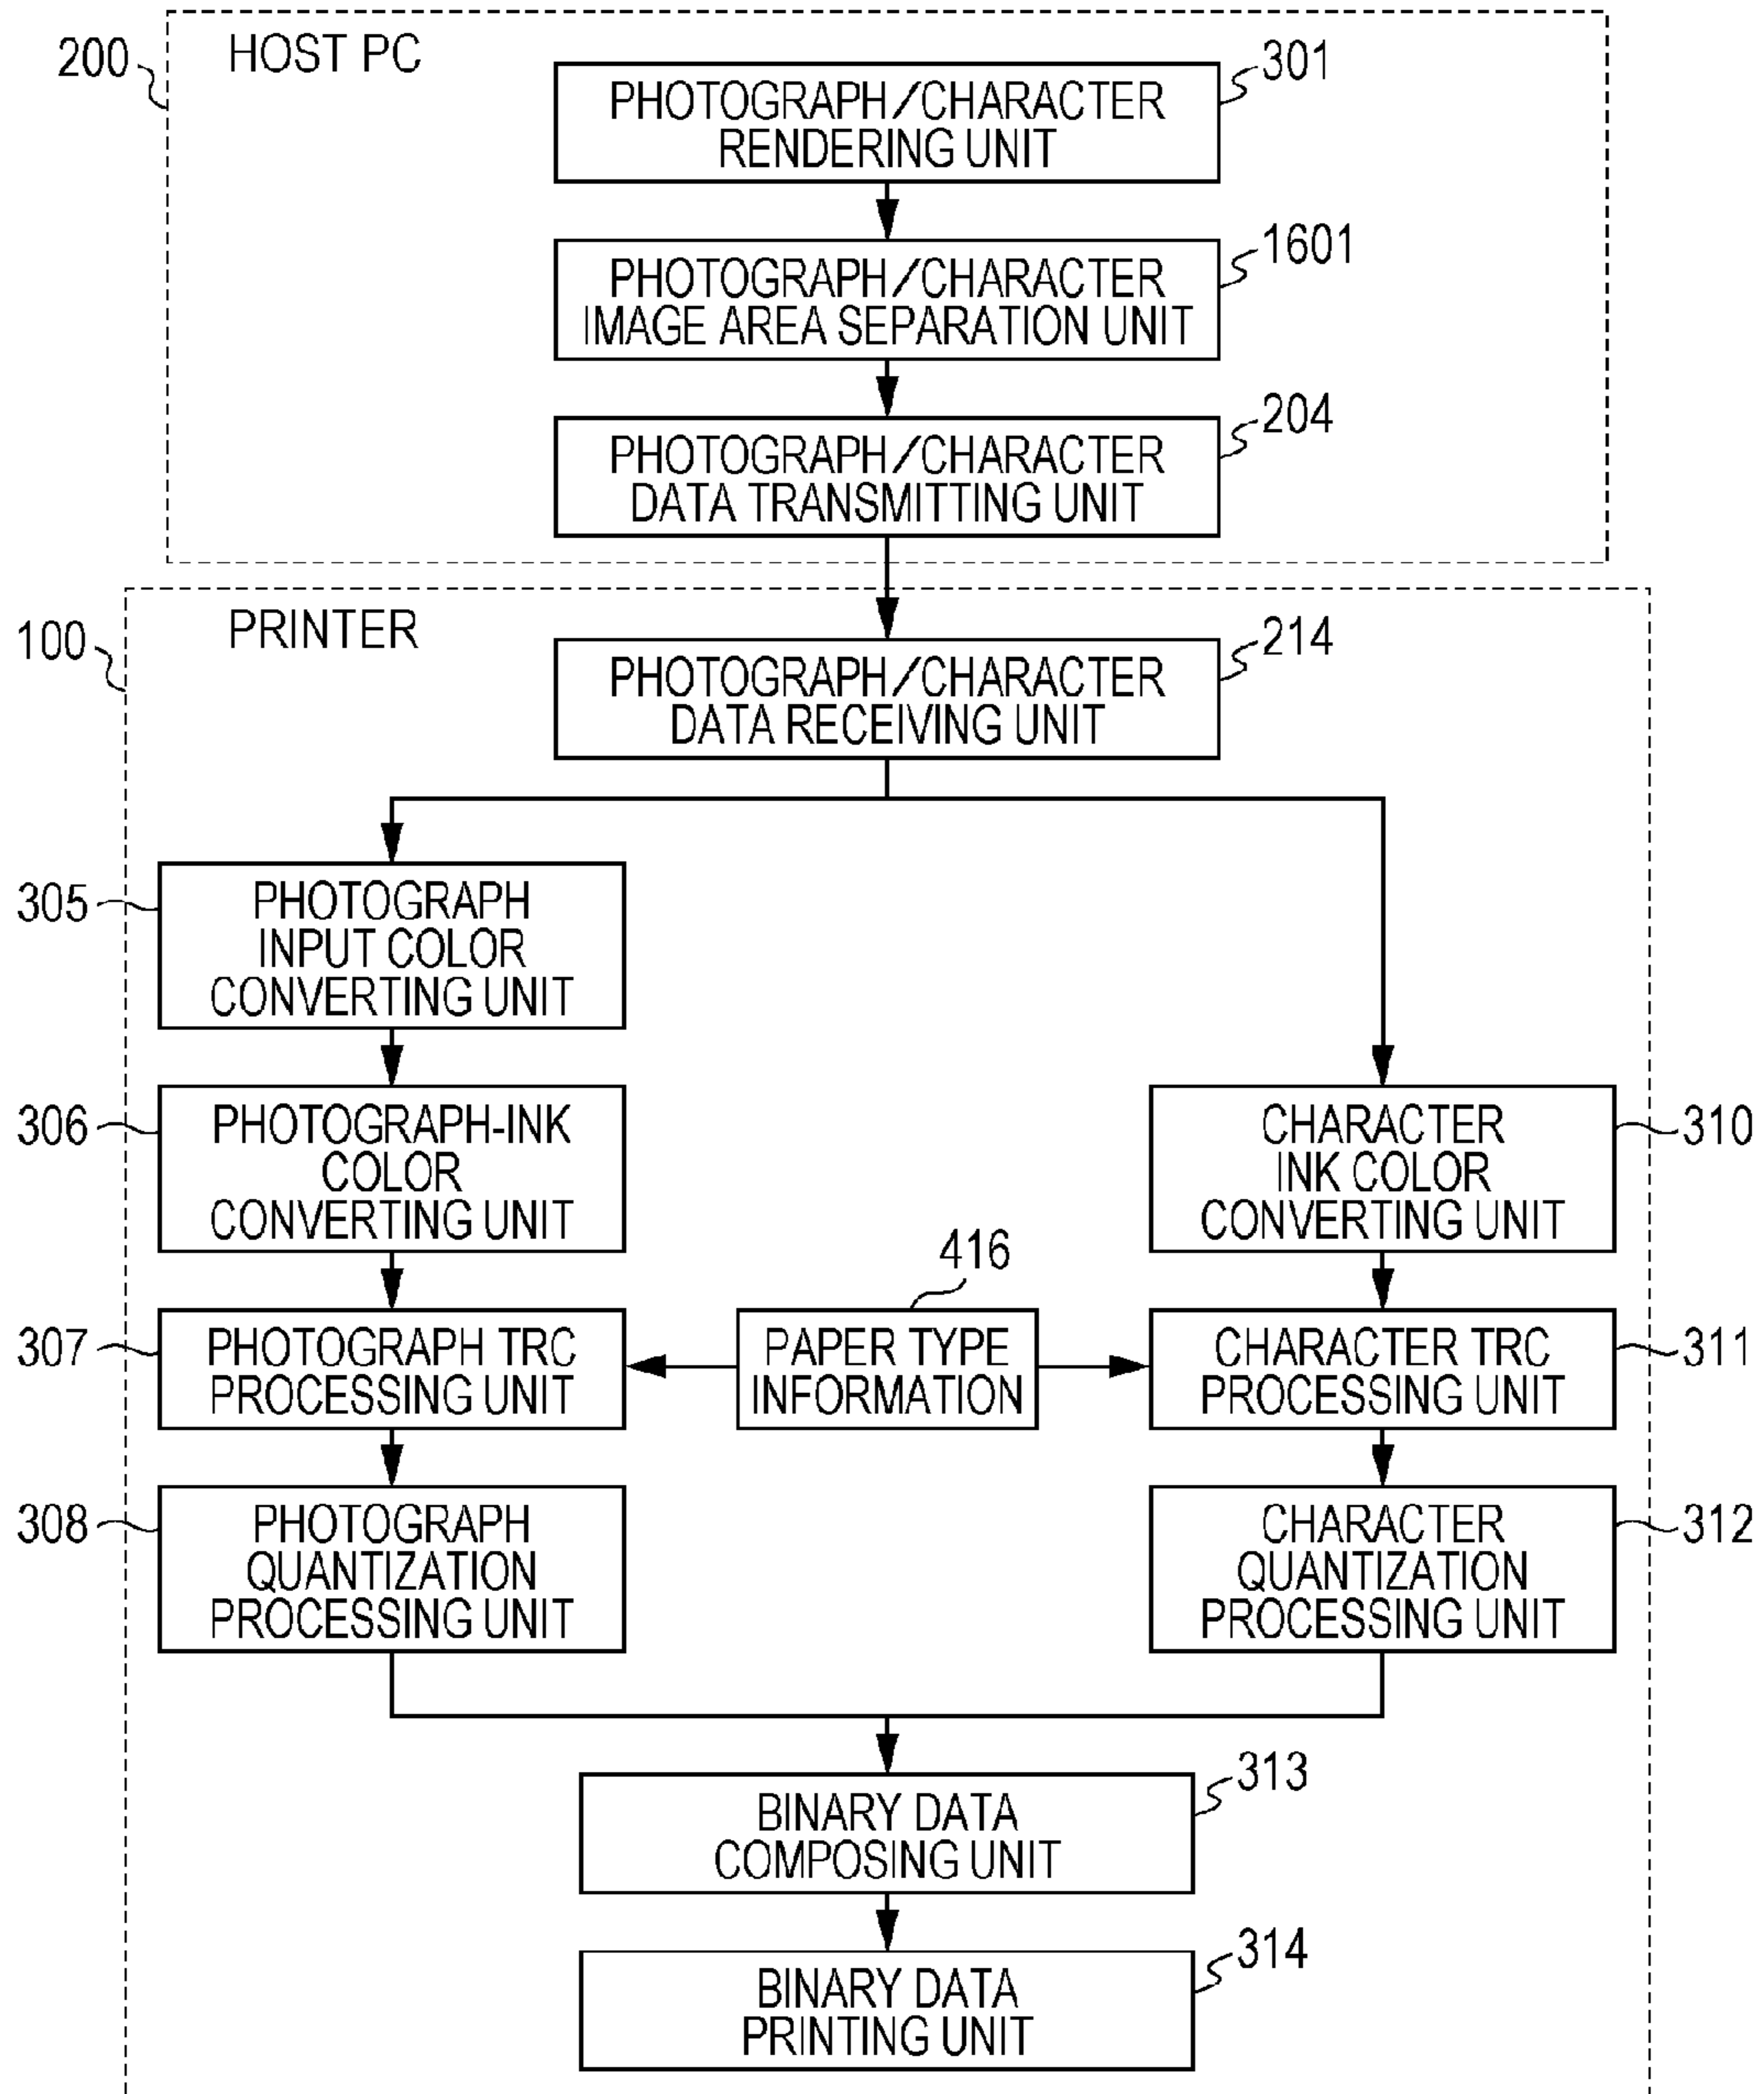 200
HOST PC
301
PHOTOGRAPH/CHARACTER
RENDERING UNIT
1601
PHOTOGRAPH/CHARACTER
IMAGE AREA SEPARATION UNIT
204
PHOTOGRAPH/CHARACTER
DATA TRANSMITTING UNIT
100
PRINTER
214
PHOTOGRAPH/CHARACTER
DATA RECEIVING UNIT
305
PHOTOGRAPH
INPUT COLOR
CONVERTING UNIT
306
PHOTOGRAPH-INK
COLOR
CONVERTING UNIT
310
CHARACTER
INK COLOR
CONVERTING UNIT
307
PHOTOGRAPH TRC
PROCESSING UNIT
416
PAPER TYPE
INFORMATION
311
CHARACTER TRC
PROCESSING UNIT
308
PHOTOGRAPH
QUANTIZATION
PROCESSING UNIT
312
CHARACTER
QUANTIZATION
PROCESSING UNIT
313
BINARY DATA
COMPOSING UNIT
314
BINARY DATA
PRINTING UNIT